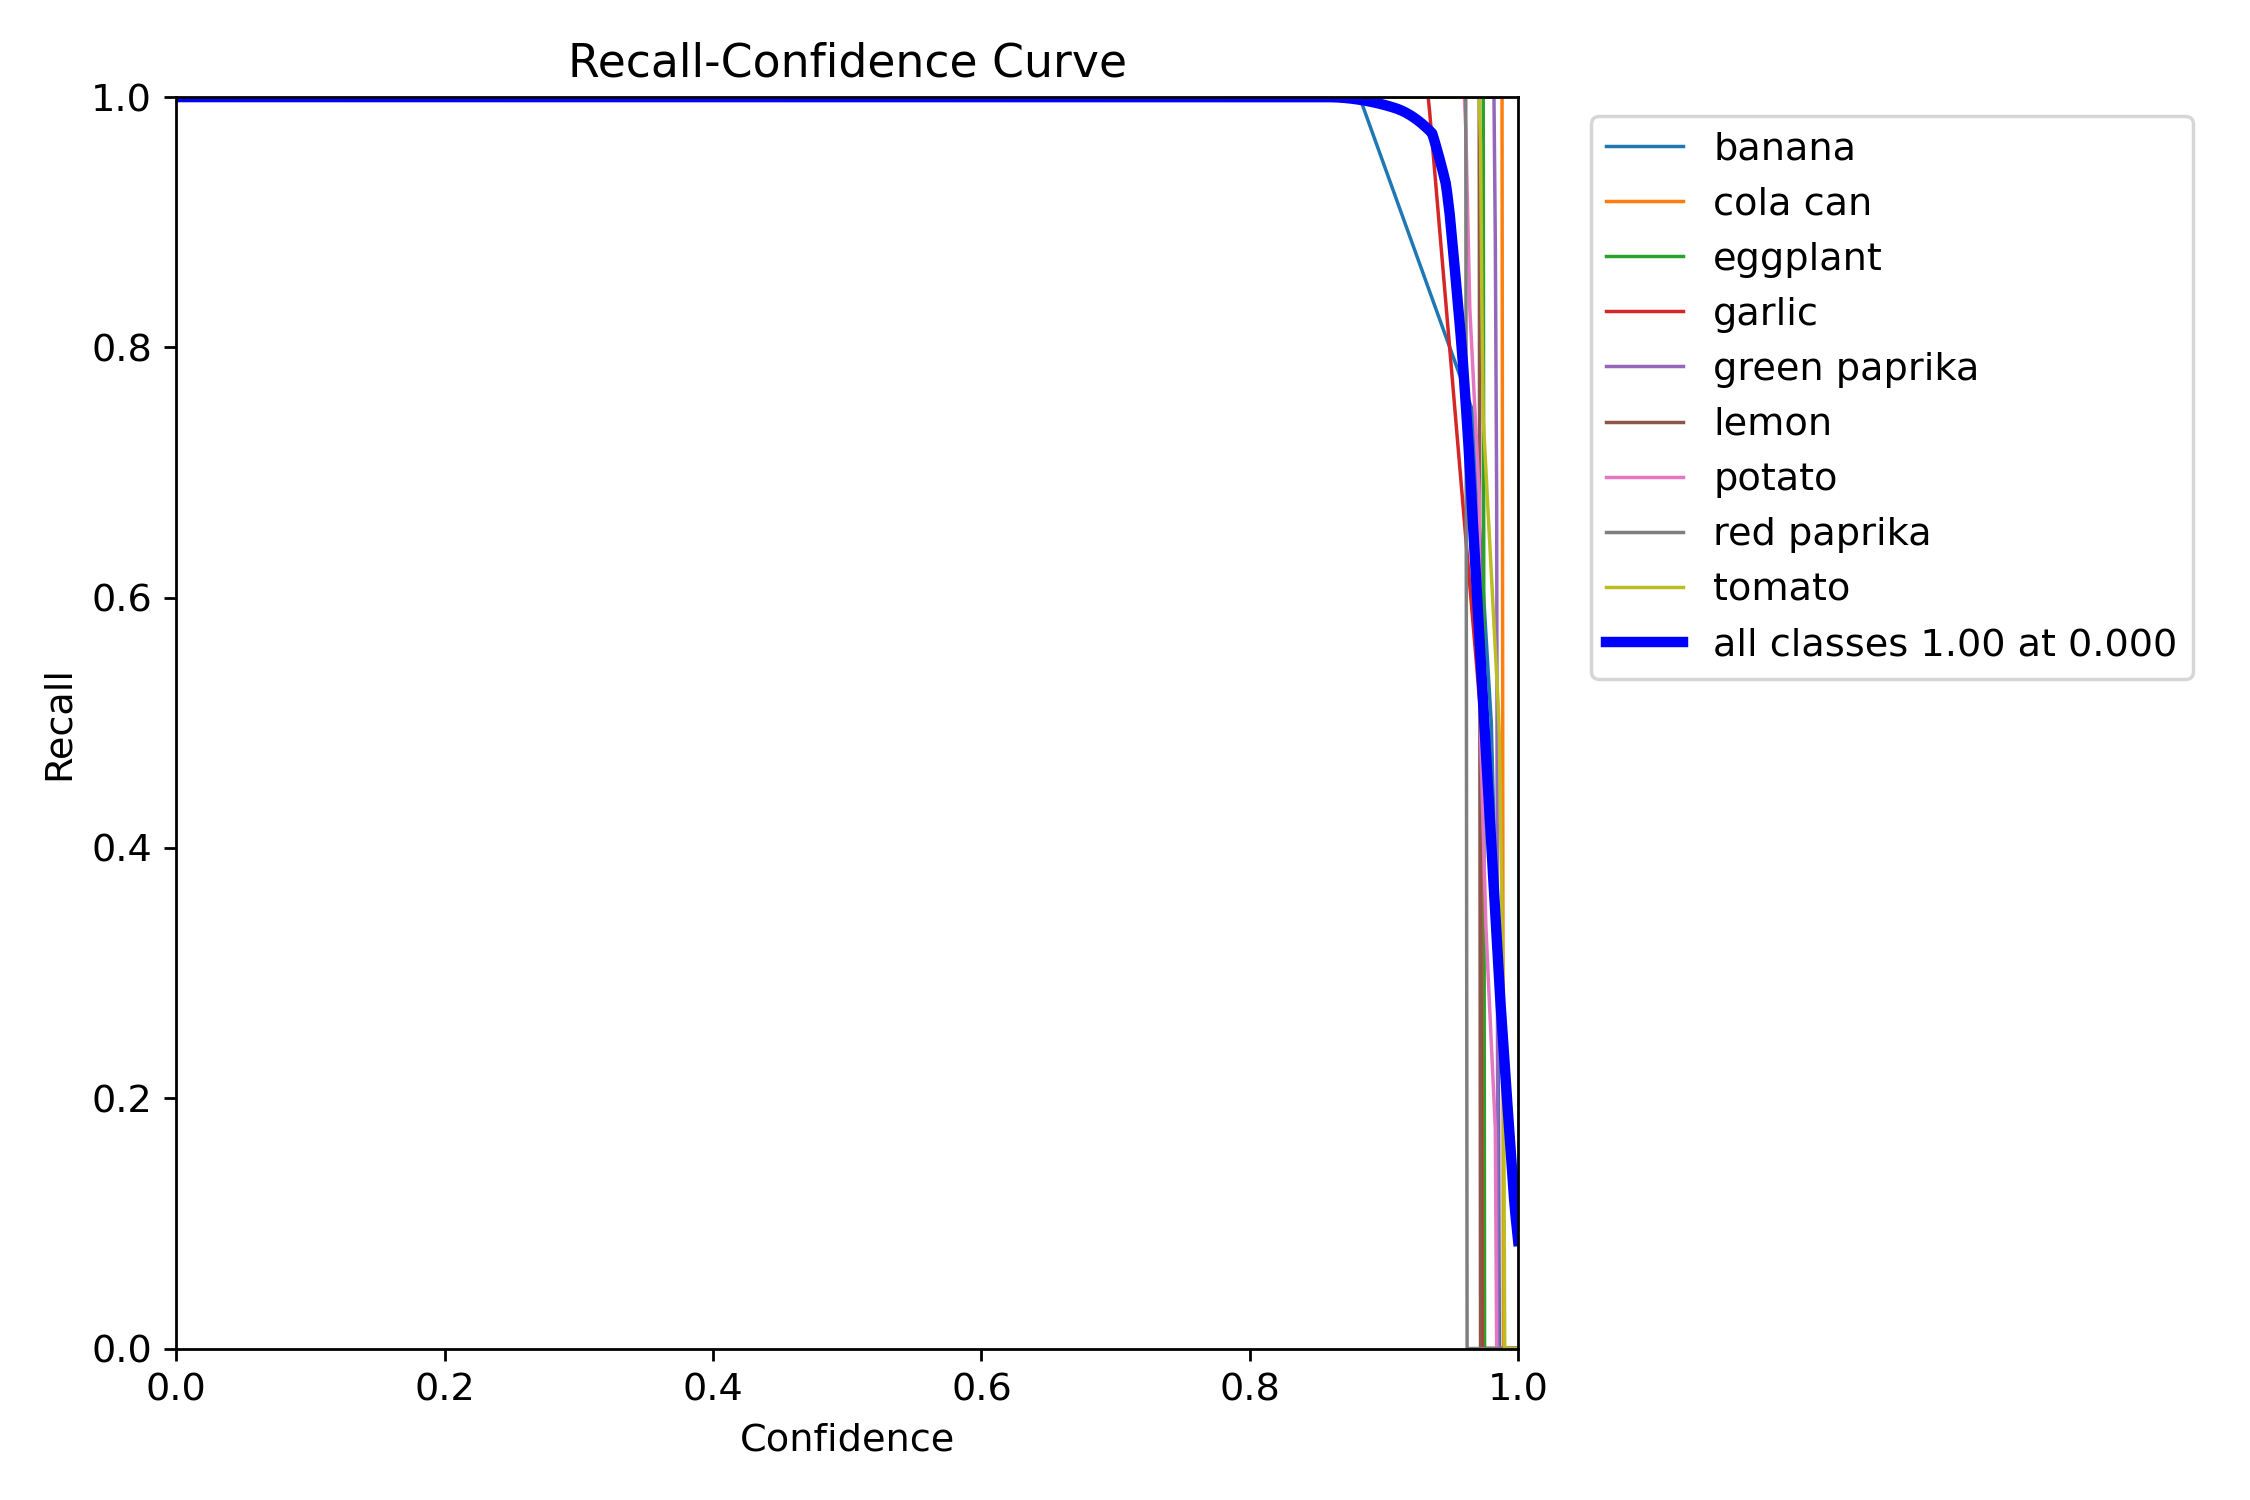 Recall-Confidence Curve
1.0
0.8
0.6
0.4
0.2
0.0
Recall
0.0 0.2 0.4 0.6 0.8 1.0
Confidence
banana
cola can
eggplant
garlic
green paprika
lemon
potato
red paprika
tomato
all classes 1.00 at 0.000